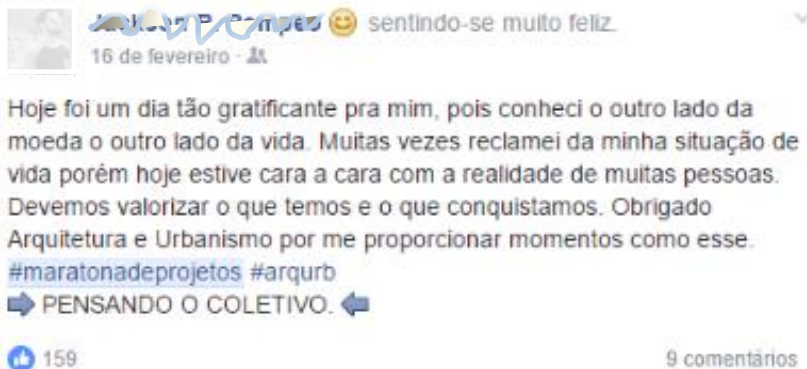 sentindo-se muito feliz.
16 de fevereiro ·
Hoje foi um dia tão gratificante pra mim, pois conheci o outro lado da
moeda o outro lado da vida. Muitas vezes reclamei da minha situação de
vida porém hoje estive cara a cara com a realidade de muitas pessoas.
Devemos valorizar o que temos e o que conquistamos. Obrigado
Arquitetura e Urbanismo por me proporcionar momentos como esse.
#maratonadeprojetos #arqurb
PENSANDO O COLETIVO.
159 9 comentários